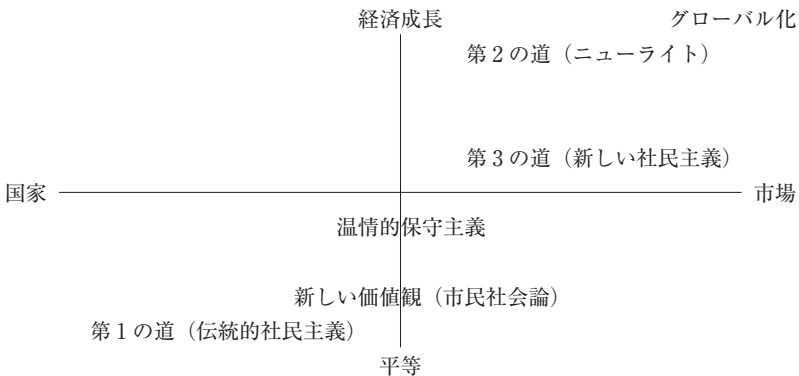 経済成長 グローバル化
第2の道（ニューライト）
第3の道（新しい社民主義）
国家 市場
温情的保守主義
新しい価値観（市民社会論）
第1の道（伝統的社民主義）
平等